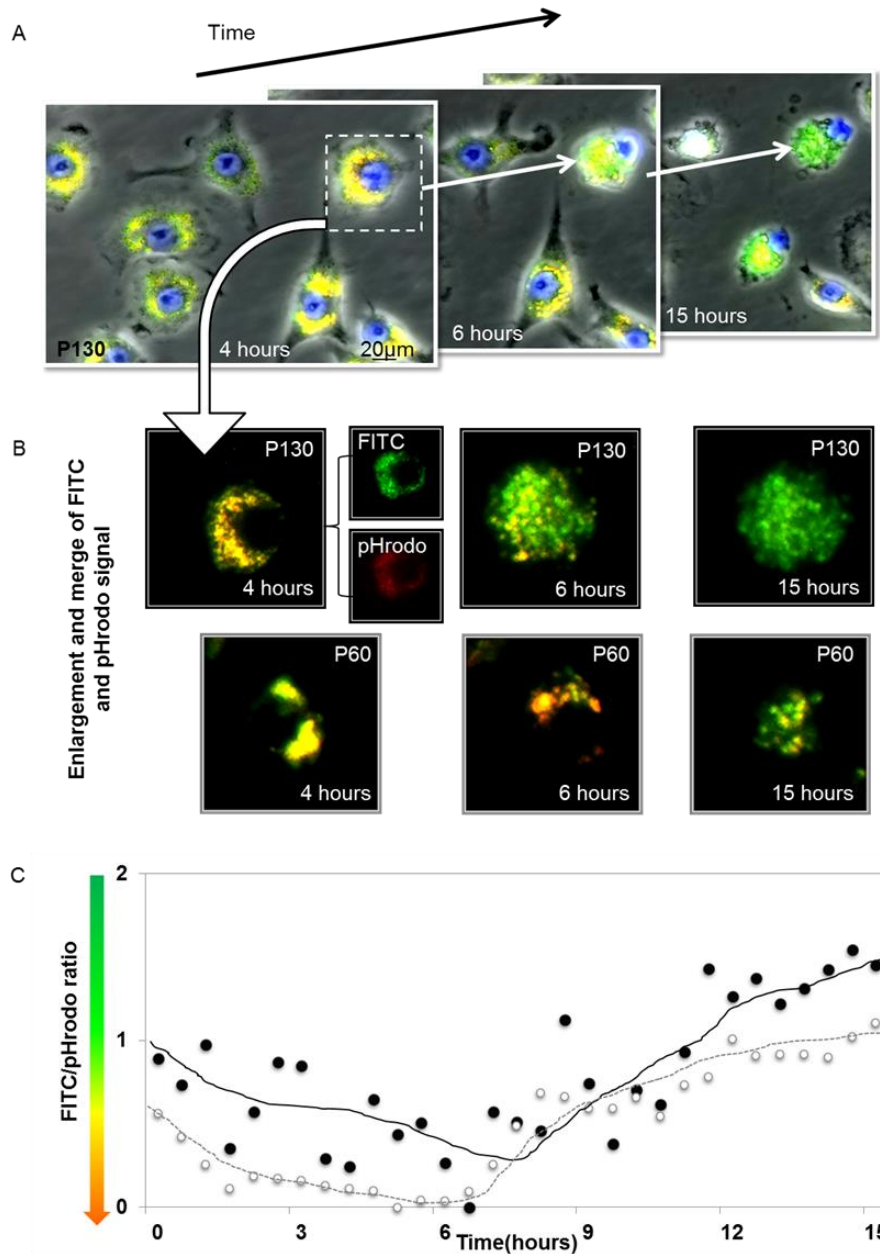 A
Time
P130
4 hours
20µm
6 hours
15 hours
B
Enlargement and merge of FITC
and pHrodo signal
P130
4 hours
FITC
pHrodo
P130
6 hours
P130
15 hours
P60
4 hours
P60
6 hours
P60
15 hours
C
FITC/pHrodo ratio
2
1
0
0
3
6
9
12
15
Time(hours)